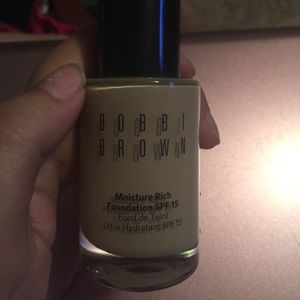 BOBBI
BROWN
Moisture Rich
Foundation SPF 15
Fond de Teint
Ultra Hydratant SPF 15